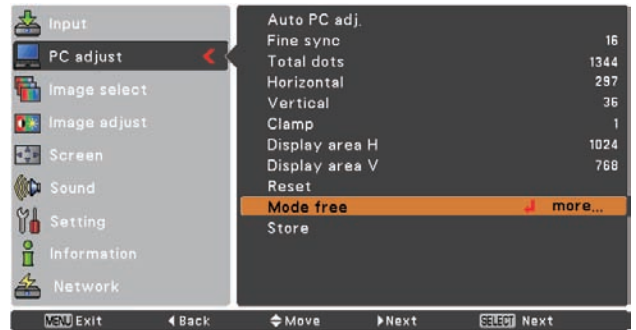 Input
PC adjust
Image select
Image adjust
Screen
Sound
Setting
Information
Network
Auto PC adj.
Fine sync 16
Total dots 1344
Horizontal 297
Vertical 36
Clamp 1
Display area H 1024
Display area V 768
Reset
Mode free more...
Store
MENU Exit Back Move Next SELECT Next